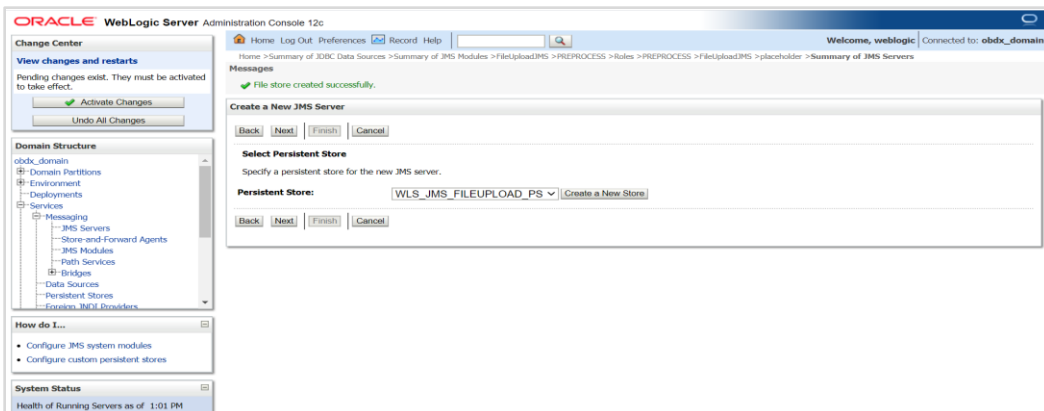 ORACLE WebLogic Server Administration Console 12c
Change Center
View changes and restarts
Pending changes exist. They must be activated
to take effect.
Activate Changes
Undo All Changes
Domain Structure
obdx_domain
Domain Partitions
Environment
Deployments
Services
Messaging
JMS Servers
Store-and-Forward Agents
JMS Modules
Path Services
Bridges
Data Sources
Persistent Stores
Foreign JNDI Providers
How do I...
Configure JMS system modules
Configure custom persistent stores
System Status
Health of Running Servers as of 1:01 PM
Home Log Out Preferences Record Help
Welcome, weblogic Connected to: obdx_domain
Home >Summary of JDBC Data Sources >Summary of JMS Modules >FileUploadJMS >PREPROCESS >Roles >PREPROCESS >FileUploadJMS >placeholder >Summary of JMS Servers
Messages
File store created successfully.
Create a New JMS Server
Back Next Finish Cancel
Select Persistent Store
Specify a persistent store for the new JMS server.
Persistent Store: WLS_JMS_FILEUPLOAD_PS Create a New Store
Back Next Finish Cancel